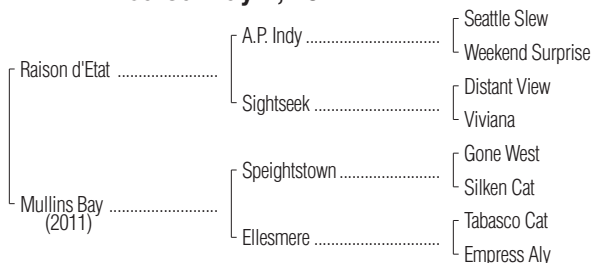 Seattle Slew
A.P. Indy
Weekend Surprise
Raison d'Etat
Distant View
Sightseek
Viviana
Gone West
Speightstown
Silken Cat
Mullins Bay
(2011)
Tabasco Cat
Ellesmere
Empress Aly